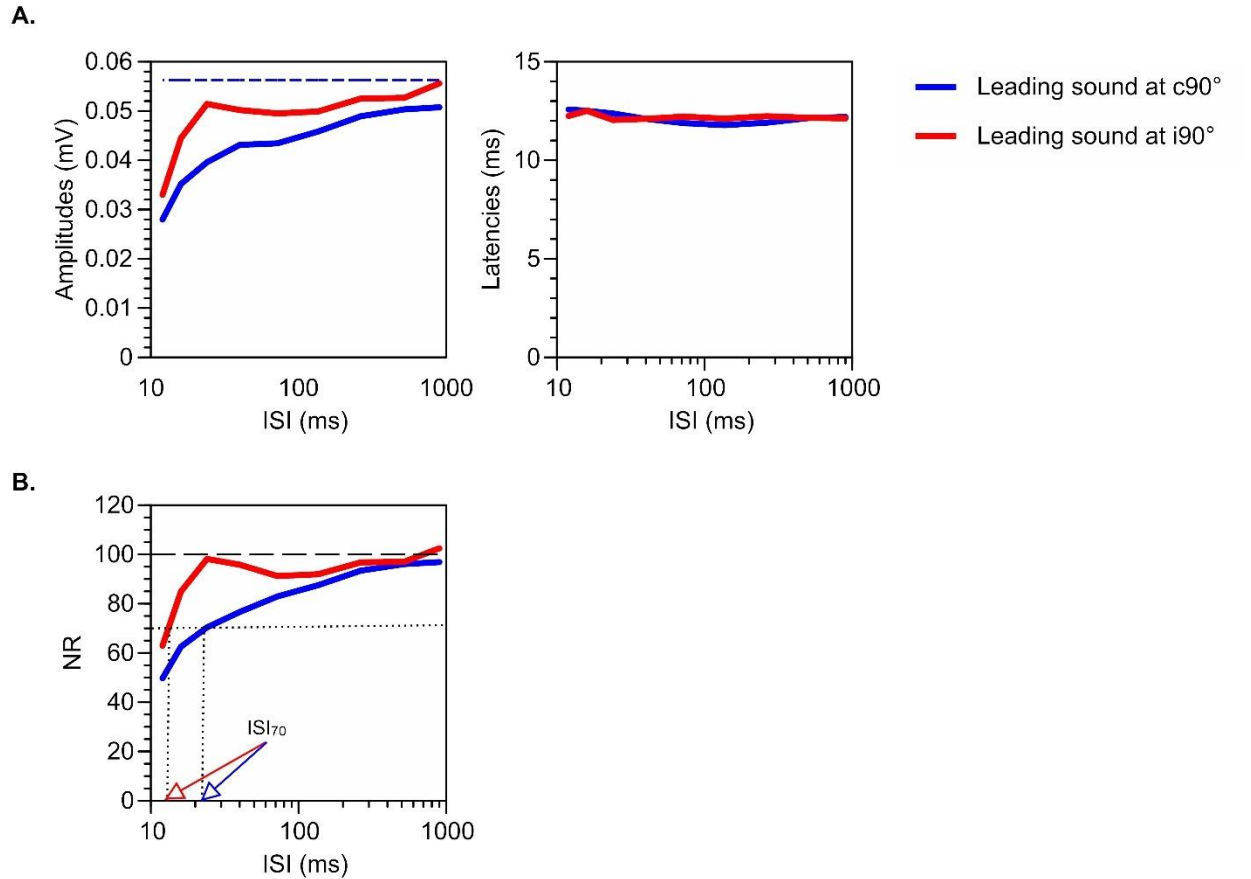 A.
0.06
0.05
0.04
0.03
0.02
0.01
0
Amplitudes (mV)
10
100
1000
ISI (ms)
15
10
5
0
Latencies (ms)
10
100
1000
ISI (ms)
Leading sound at c90°
Leading sound at i90°
B.
120
100
80
60
40
20
0
NR
ISI₇₀
10
100
1000
ISI (ms)